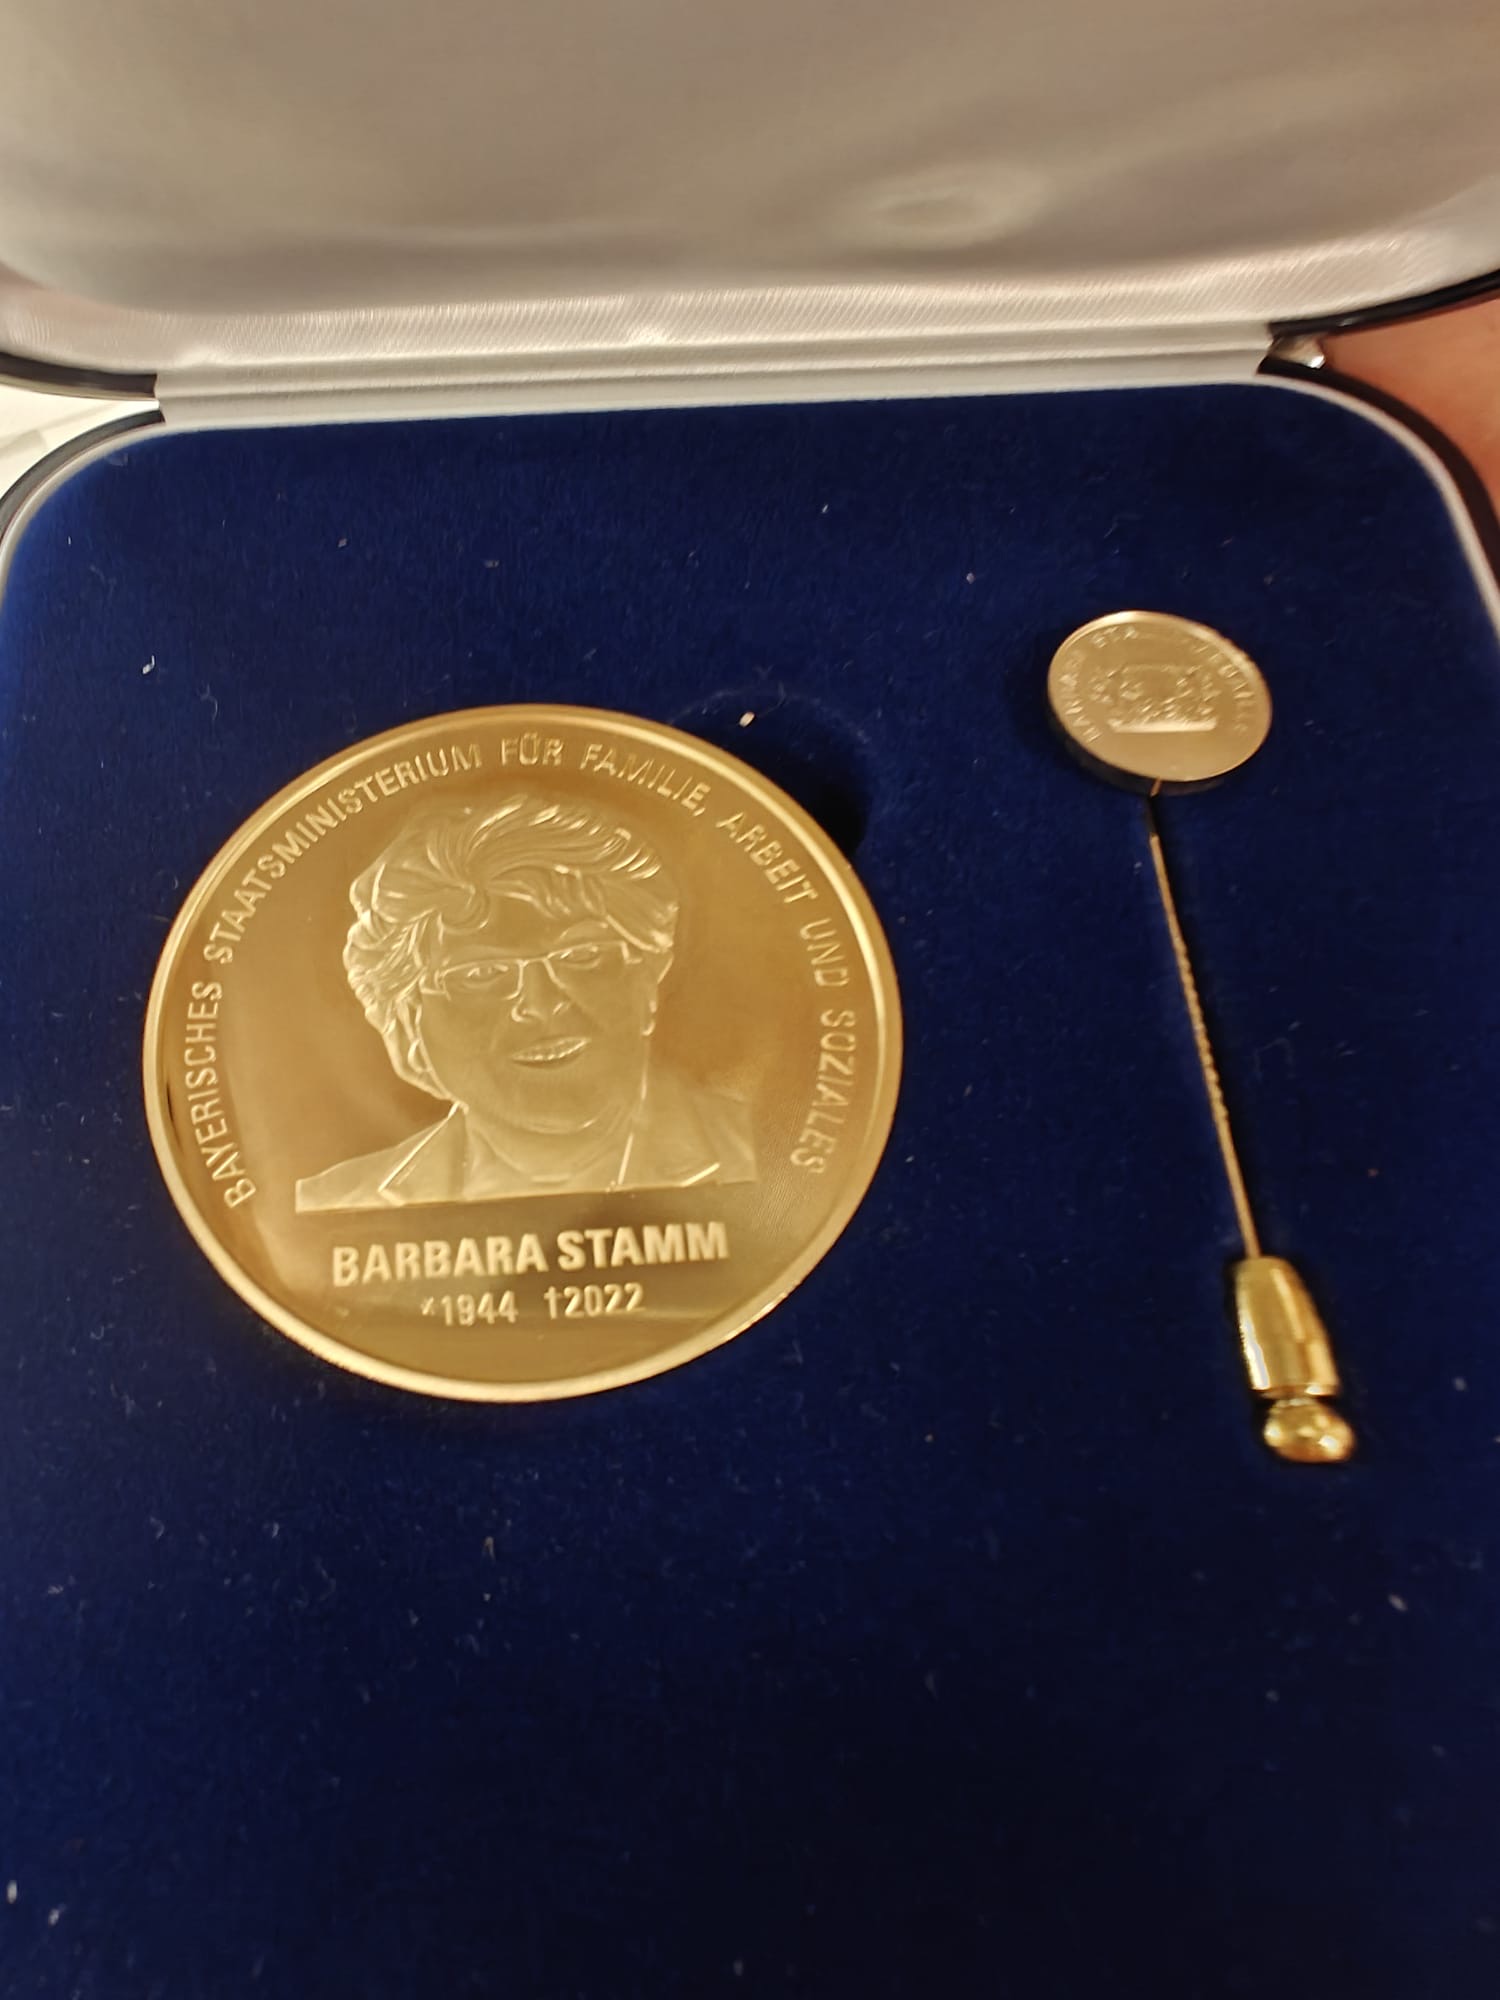 BAYERISCHES STAATSMINISTERIUM FÜR FAMILIE, ARBEIT UND SOZIALES
BARBARA STAMM
*1944 †2022